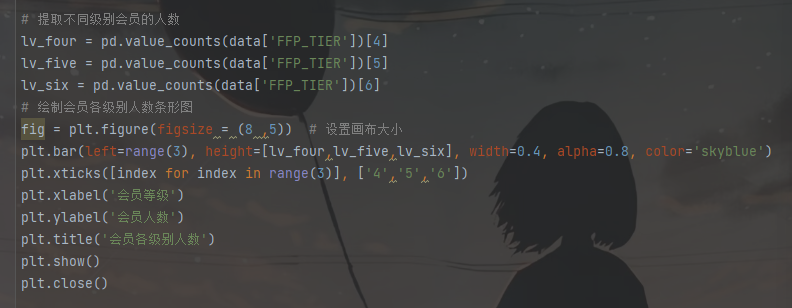 # 提取不同级别会员的人数
lv_four = pd.value_counts(data['FFP_TIER'])[4]
lv_five = pd.value_counts(data['FFP_TIER'])[5]
lv_six = pd.value_counts(data['FFP_TIER'])[6]
# 绘制会员各级别人数条形图
fig = plt.figure(figsize = (8 ,5))  # 设置画布大小
plt.bar(left=range(3), height=[lv_four,lv_five,lv_six], width=0.4, alpha=0.8, color='skyblue')
plt.xticks([index for index in range(3)], ['4','5','6'])
plt.xlabel('会员等级')
plt.ylabel('会员人数')
plt.title('会员各级别人数')
plt.show()
plt.close()